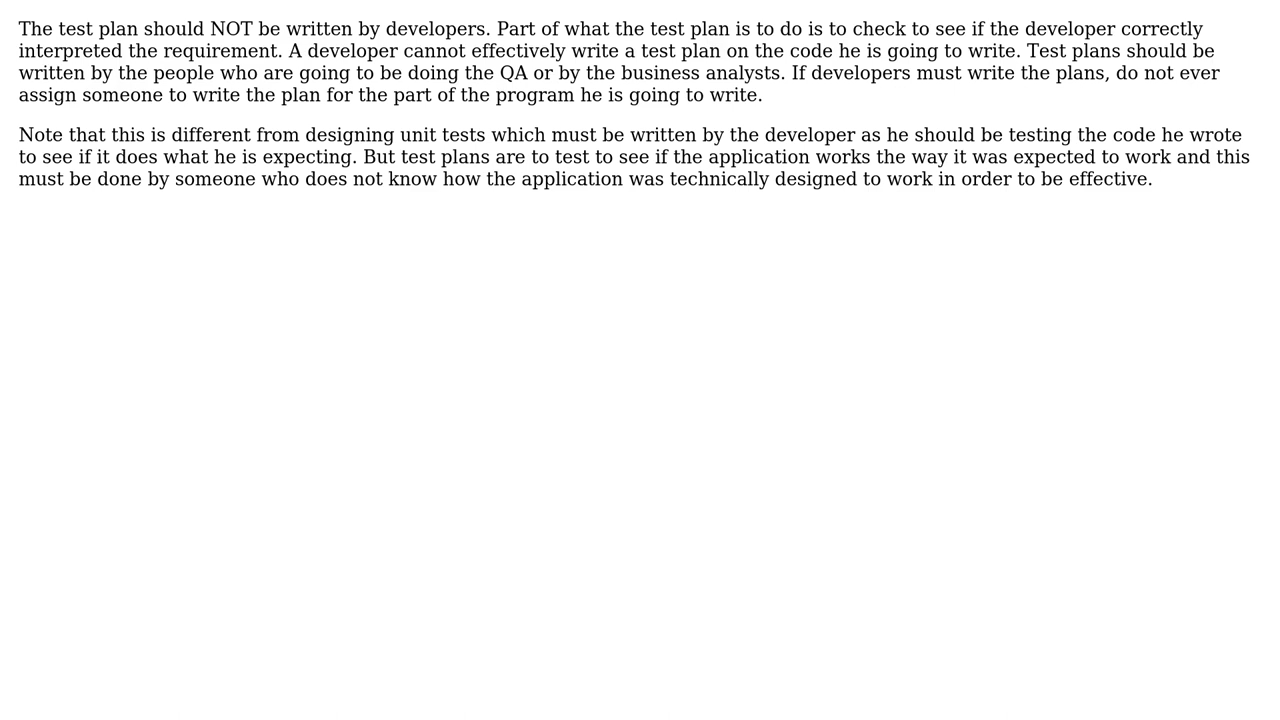 The test plan should NOT be written by developers. Part of what the test plan is to do is to check to see if the developer correctly
interpreted the requirement. A developer cannot effectively write a test plan on the code he is going to write. Test plans should be
written by the people who are going to be doing the QA or by the business analysts. If developers must write the plans, do not ever
assign someone to write the plan for the part of the program he is going to write.
Note that this is different from designing unit tests which must be written by the developer as he should be testing the code he wrote
to see if it does what he is expecting. But test plans are to test to see if the application works the way it was expected to work and this
must be done by someone who does not know how the application was technically designed to work in order to be effective.